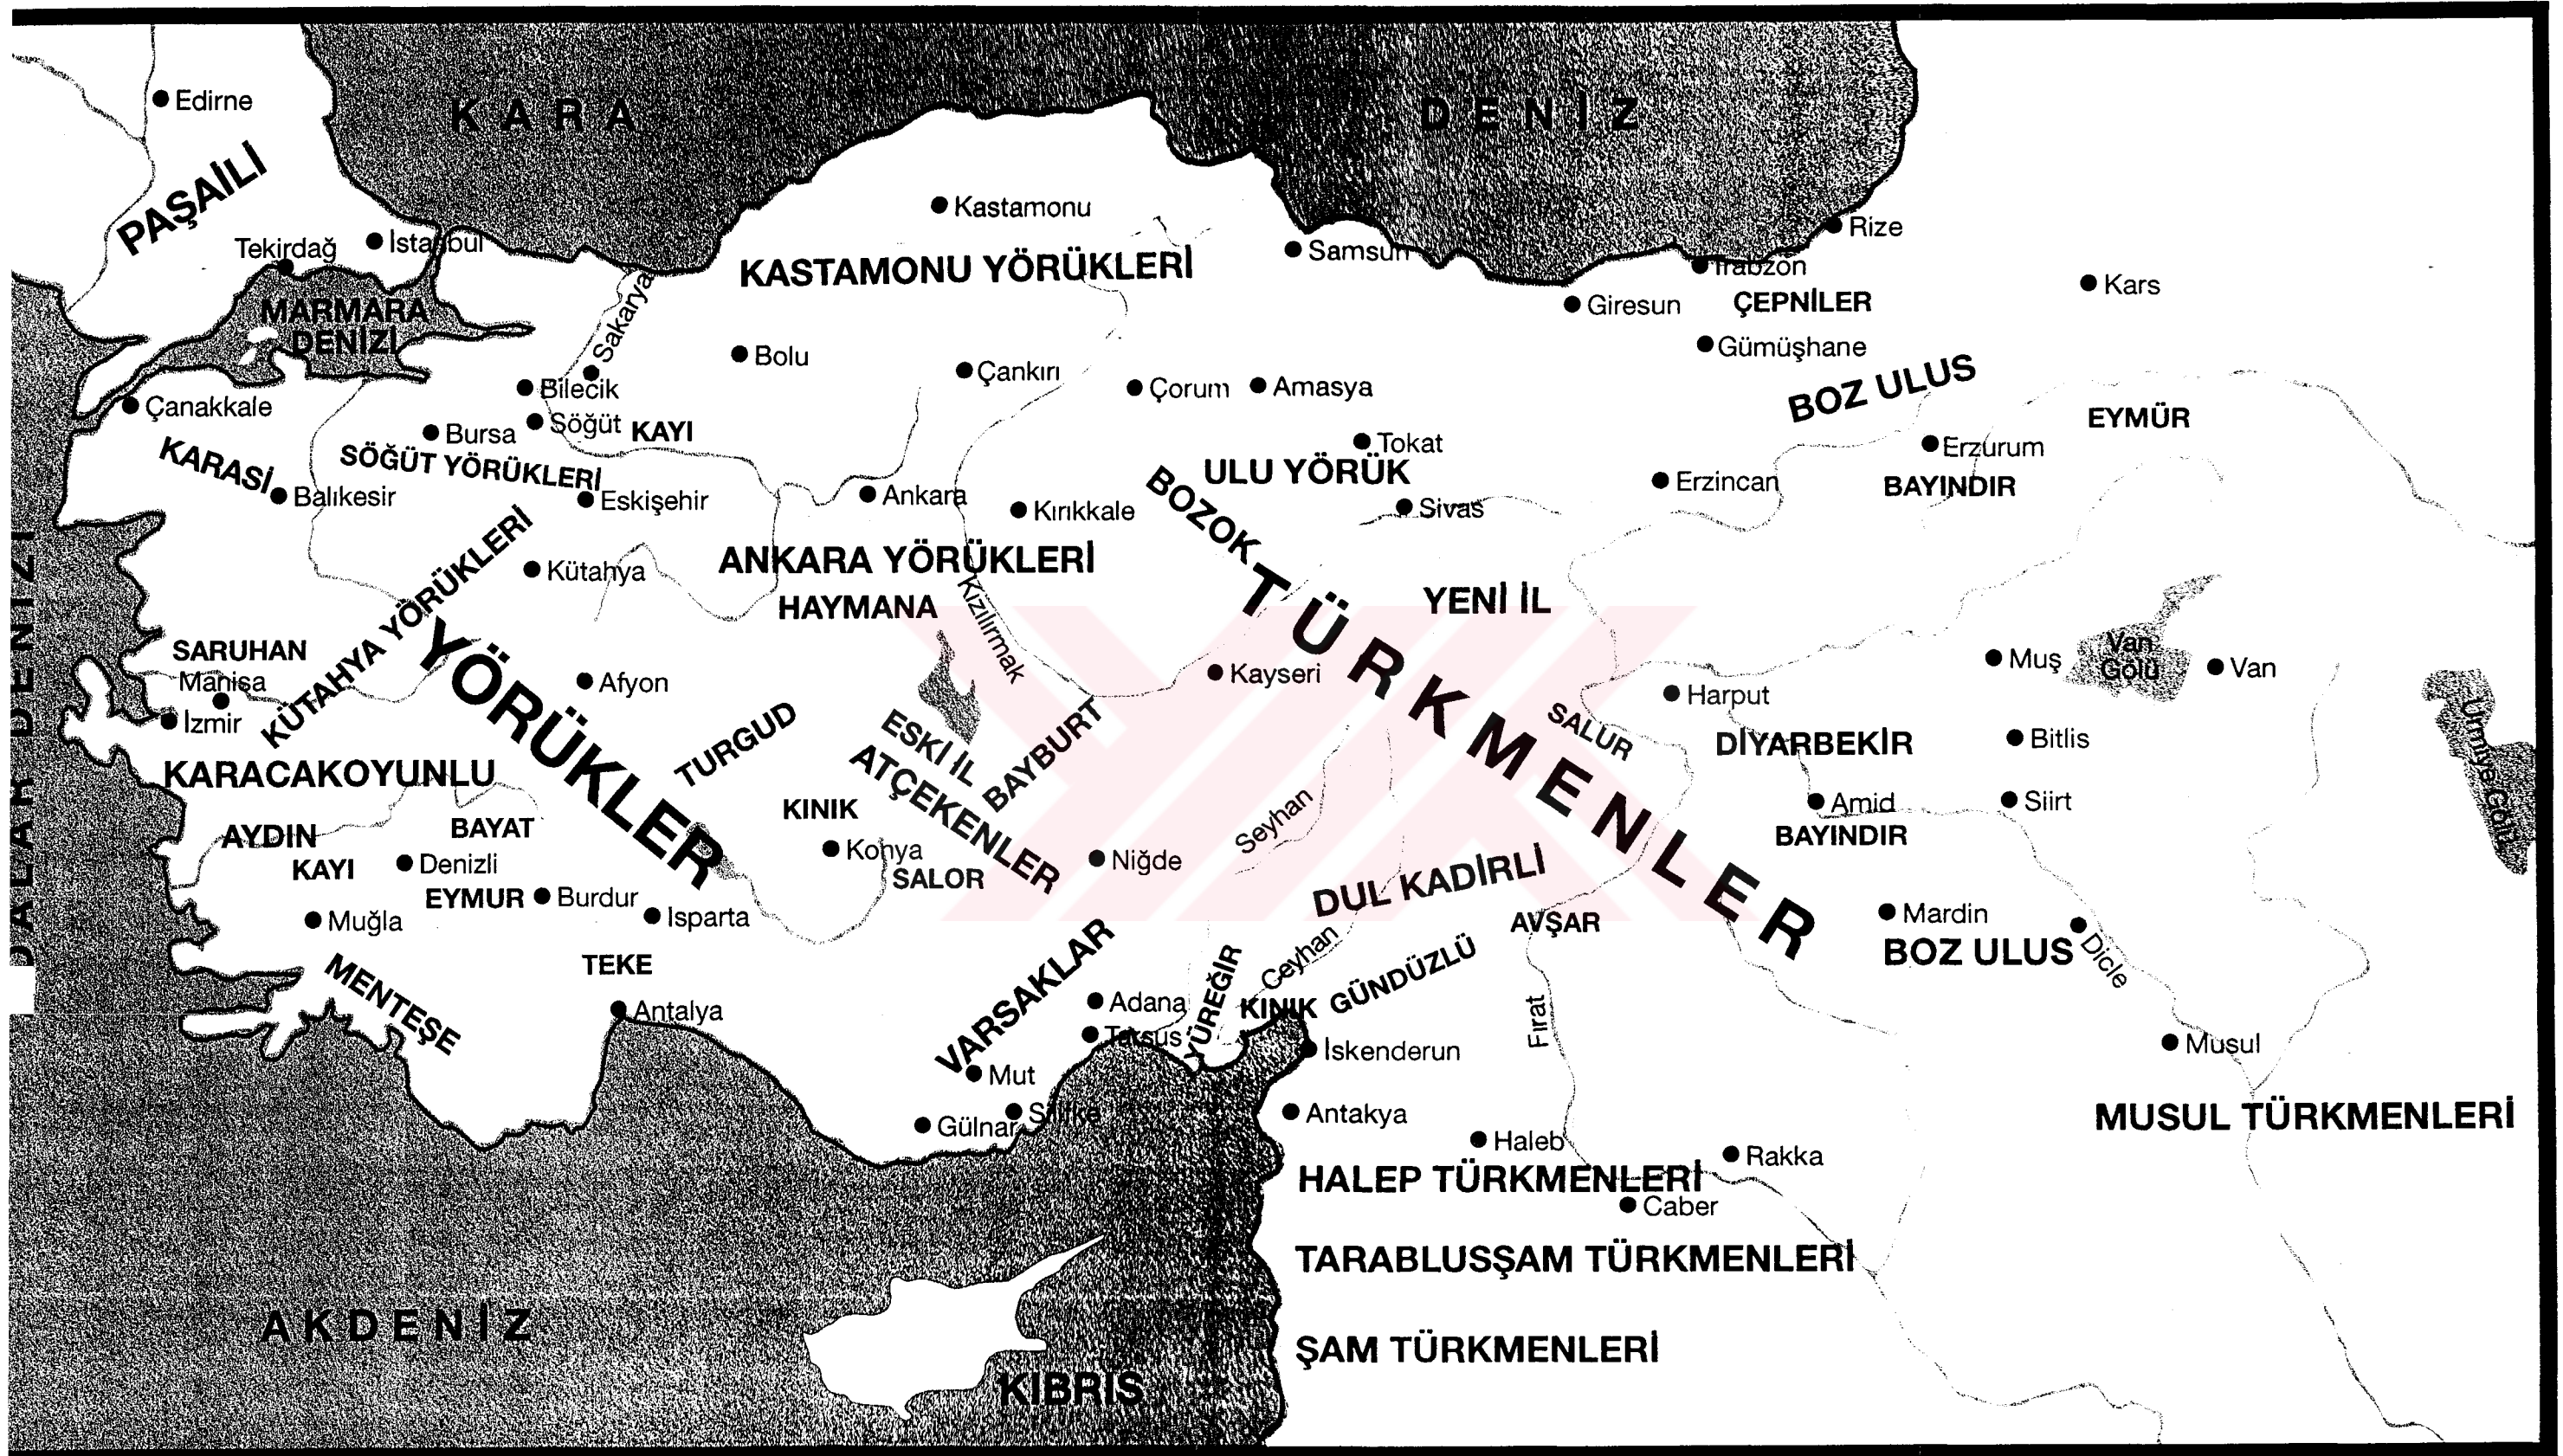 KARA DENİZ
Edirne
PAŞAİLİ
Tekirdağ
İstanbul
MARMARA
DENİZİ
Kastamonu
KASTAMONU YÖRÜKLERİ
Samsun
Rize
Trabzon
Giresun
ÇEPNİLER
Gümüşhane
Kars
Sakarya
Bolu
Çankırı
Çorum
Amasya
BOZ ULUS
EYMÜR
Bilecik
Çanakkale
Söğüt
KAYI
Bursa
SÖĞÜT YÖRÜKLERİ
KARASİ
Balıkesir
Eskişehir
Tokat
ULU YÖRÜK
Sivas
Erzincan
Erzurum
BAYINDIR
Ankara
Kırıkkale
BOZOK
KÜTAHYA YÖRÜKLERİ
Kütahya
ANKARA YÖRÜKLERİ
HAYMANA
Kızılırmak
TÜRKMENLER
YENİ İL
DALAR DENİZİ
SARUHAN
Manisa
İzmir
YÖRÜKLER
Afyon
Kayseri
Harput
Muş
Van
Gölü
Van
Urmiye Gölü
TURGUD
ESKİ İL
BAYBURT
ATÇEKENLER
SALUR
DİYARBEKİR
Bitlis
KARACAKOYUNLU
AYDIN
BAYAT
KAYI
Denizli
KINIK
Konya
SALOR
Niğde
Seyhan
Amid
BAYINDIR
Siirt
EYMUR
Burdur
Isparta
Muğla
DUL KADİRLİ
AVŞAR
Mardin
BOZ ULUS
Dicle
MENTEŞE
TEKE
Antalya
VARSAKLAR
Adana
Tarsus
YÜREĞİR
Ceyhan
KINIK
GÜNDÜZLÜ
İskenderun
Fırat
Musul
Mut
Silifke
Gülnar
Antakya
Haleb
Rakka
MUSUL TÜRKMENLERİ
HALEP TÜRKMENLERİ
Caber
TARABLUSŞAM TÜRKMENLERİ
AKDENİZ
ŞAM TÜRKMENLERİ
KIBRIS